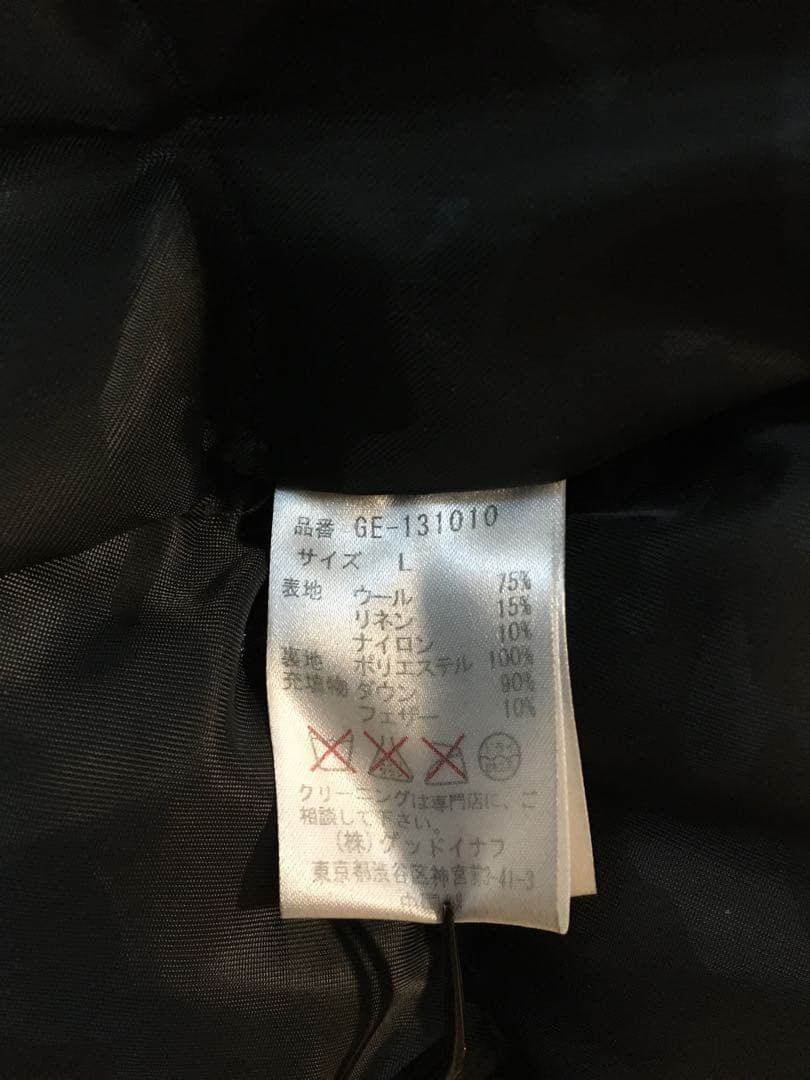 品番 GE-131010
サイズ L
表地 ウール 75%
リネン 15%
ナイロン 10%
裏地 ポリエステル 100%
充填物 ダウン 90%
フェザー 10%
ドライ
クリーニングは専門店に、ご
相談して下さい。
(株)グッドイナフ
東京都渋谷区神宮前3-41-3